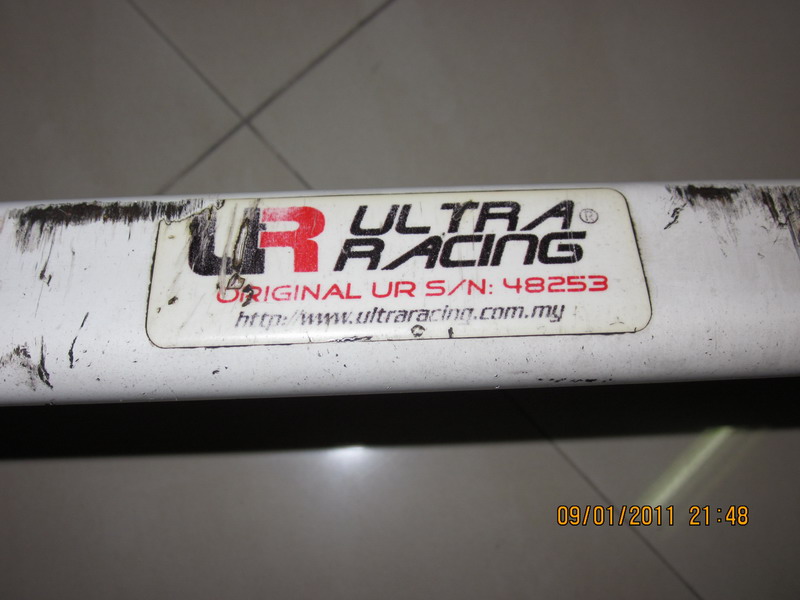 UR ULTRA ®
RACING
ORIGINAL UR S/N: 48253
http://www.ultraracing.com.my
09/01/2011 21:48